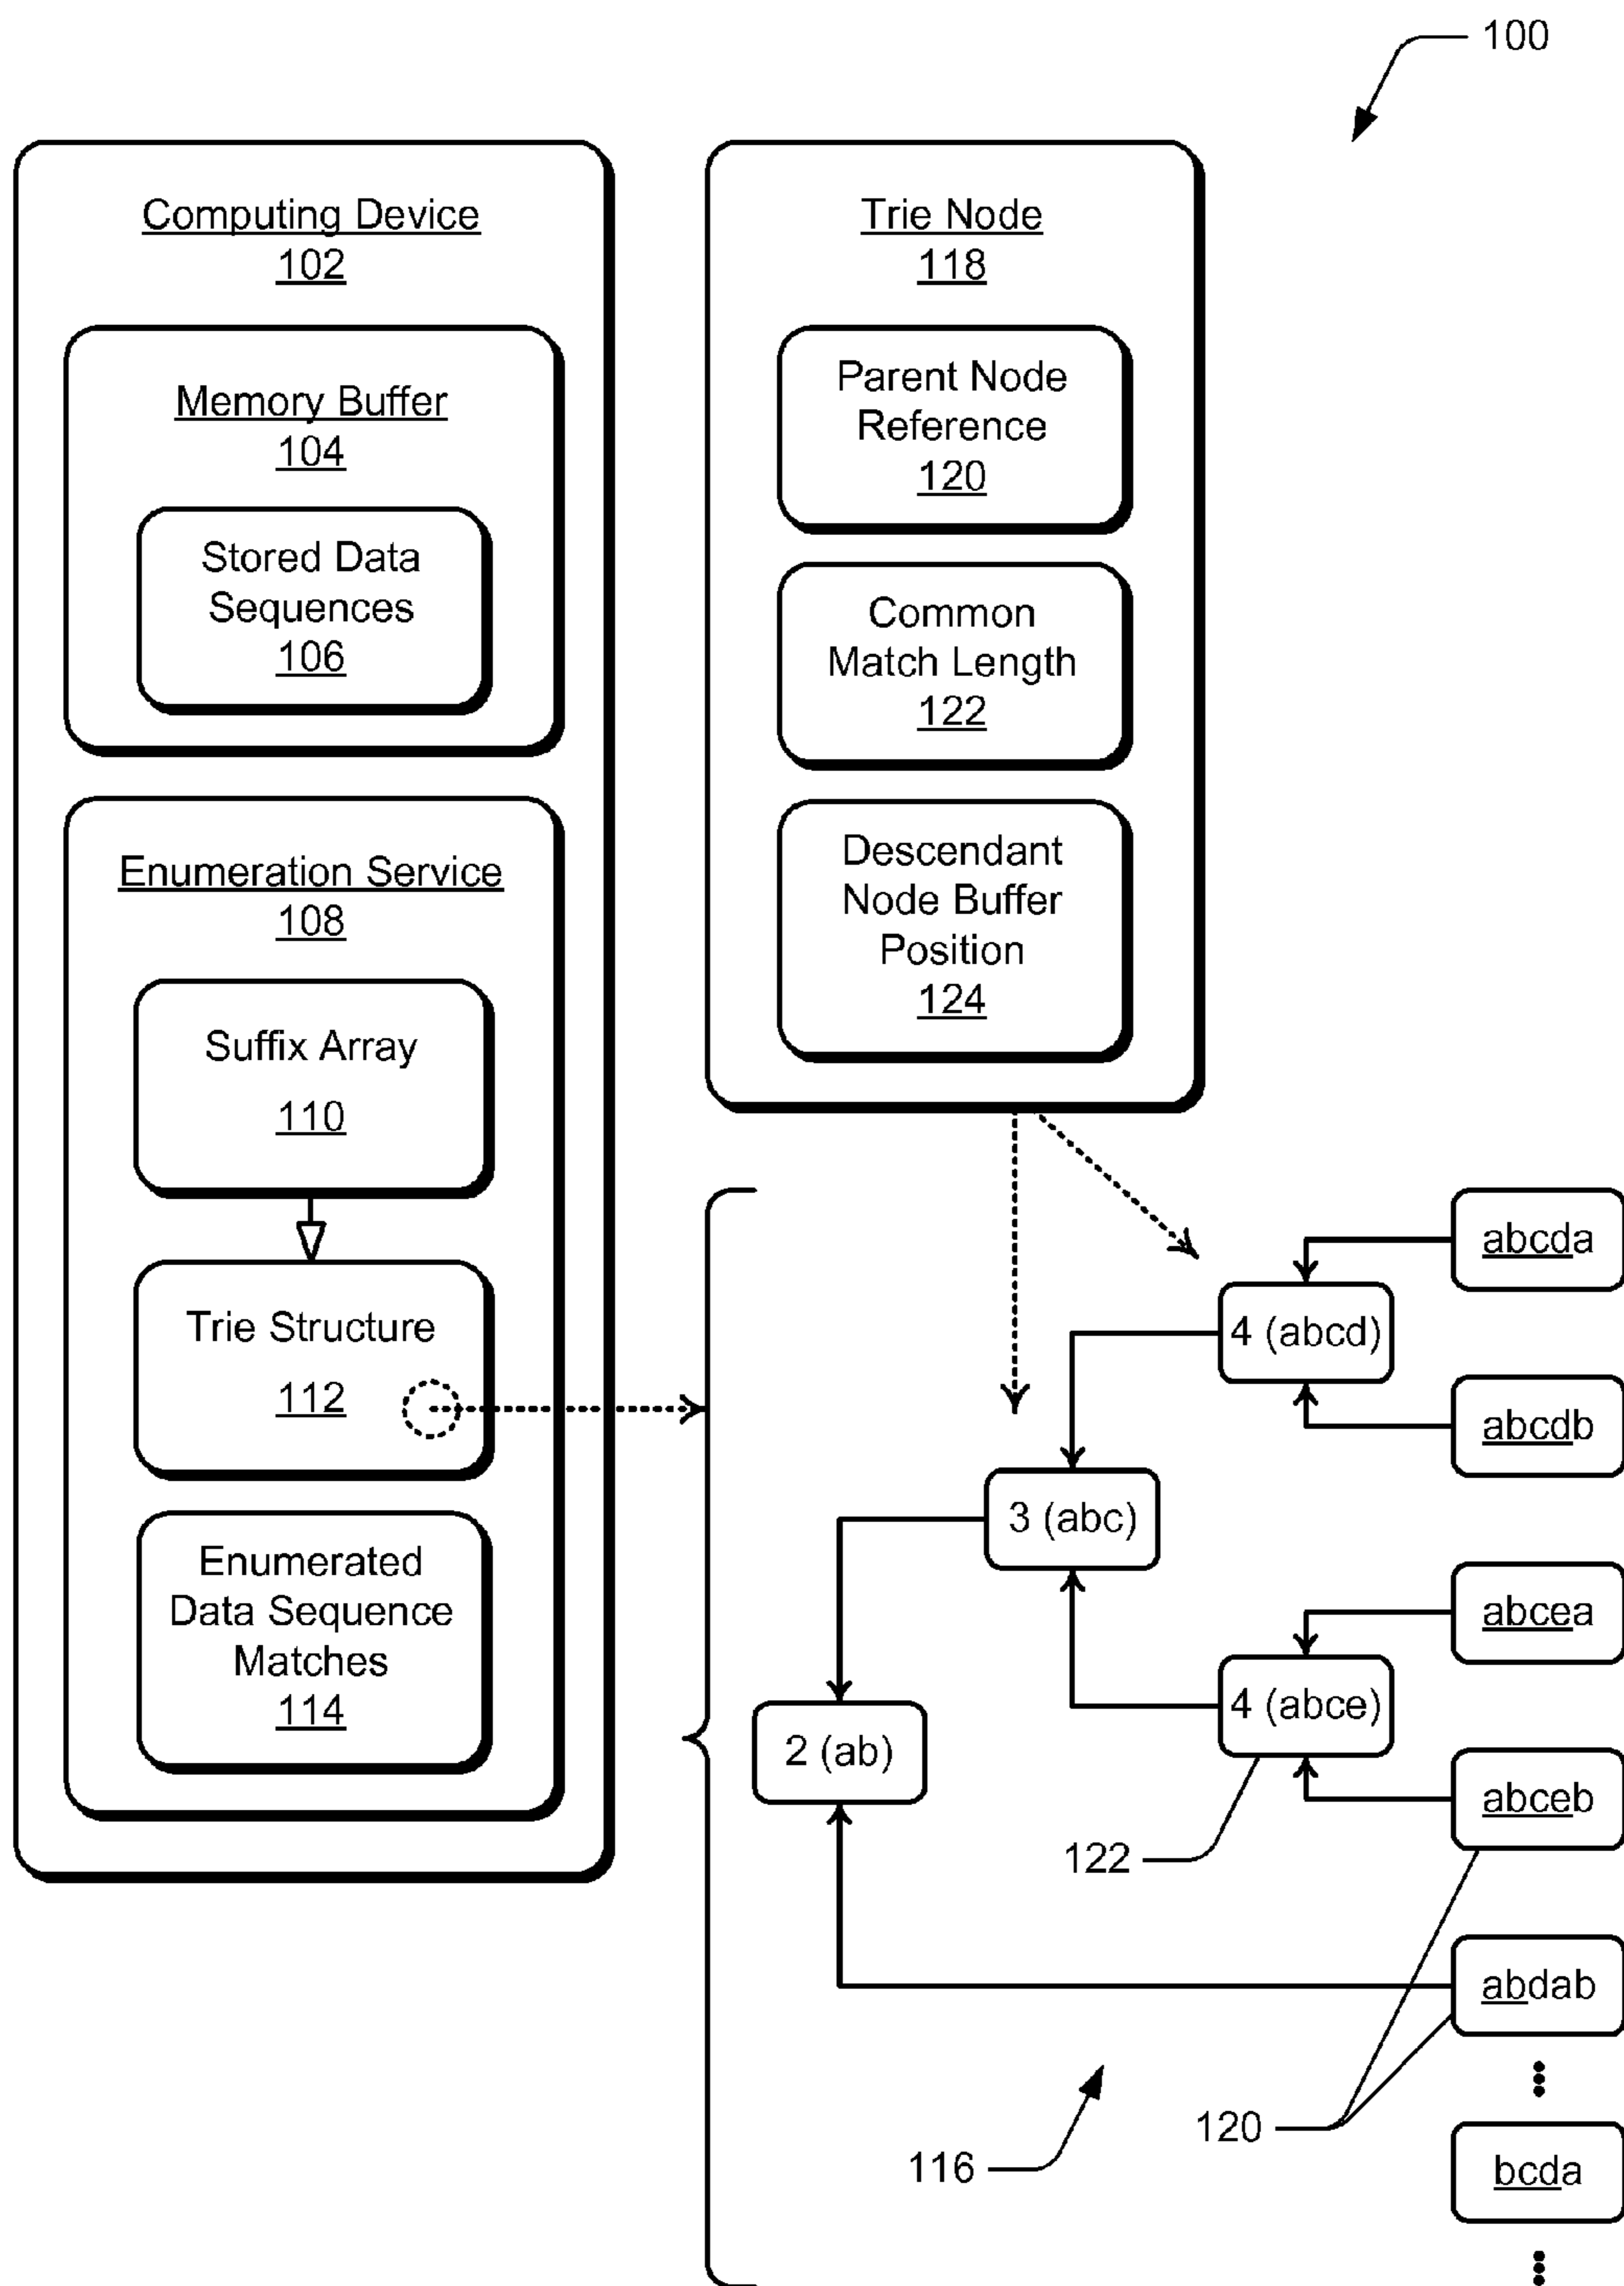 100
Computing Device
102
Memory Buffer
104
Stored Data
Sequences
106
Enumeration Service
108
Suffix Array
110
Trie Structure
112
Enumerated
Data Sequence
Matches
114
Trie Node
118
Parent Node
Reference
120
Common
Match Length
122
Descendant
Node Buffer
Position
124
abcda
4 (abcd)
abcdb
3 (abc)
abcea
4 (abce)
2 (ab)
abceb
122
abdab
120
116
bcda